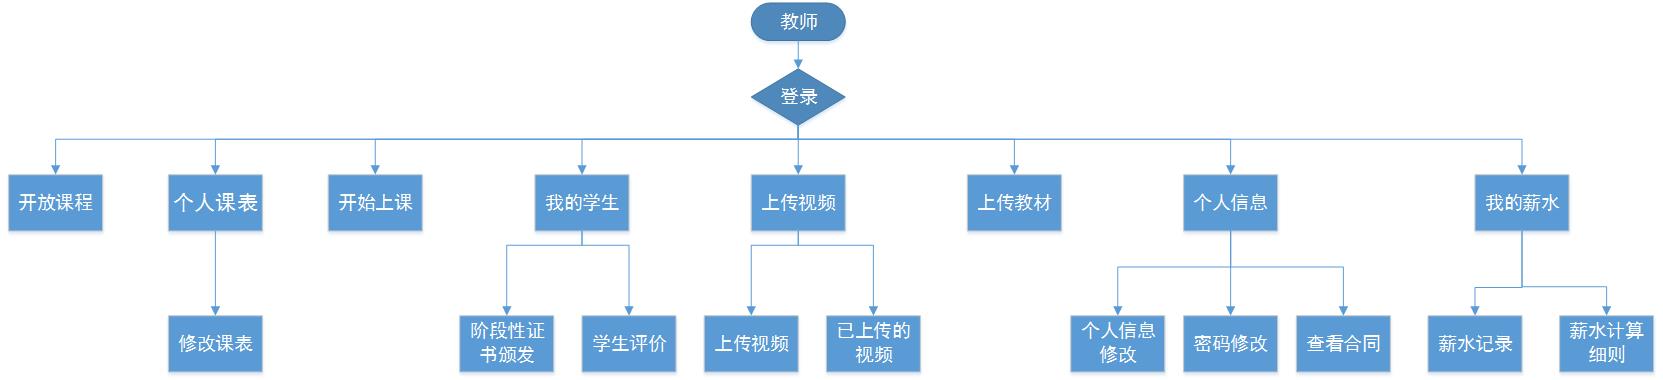 教师
登录
开放课程
个人课表
开始上课
我的学生
上传视频
上传教材
个人信息
我的薪水
修改课表
阶段性证
书颁发
学生评价
上传视频
已上传的
视频
个人信息
修改
密码修改
查看合同
薪水记录
薪水计算
细则